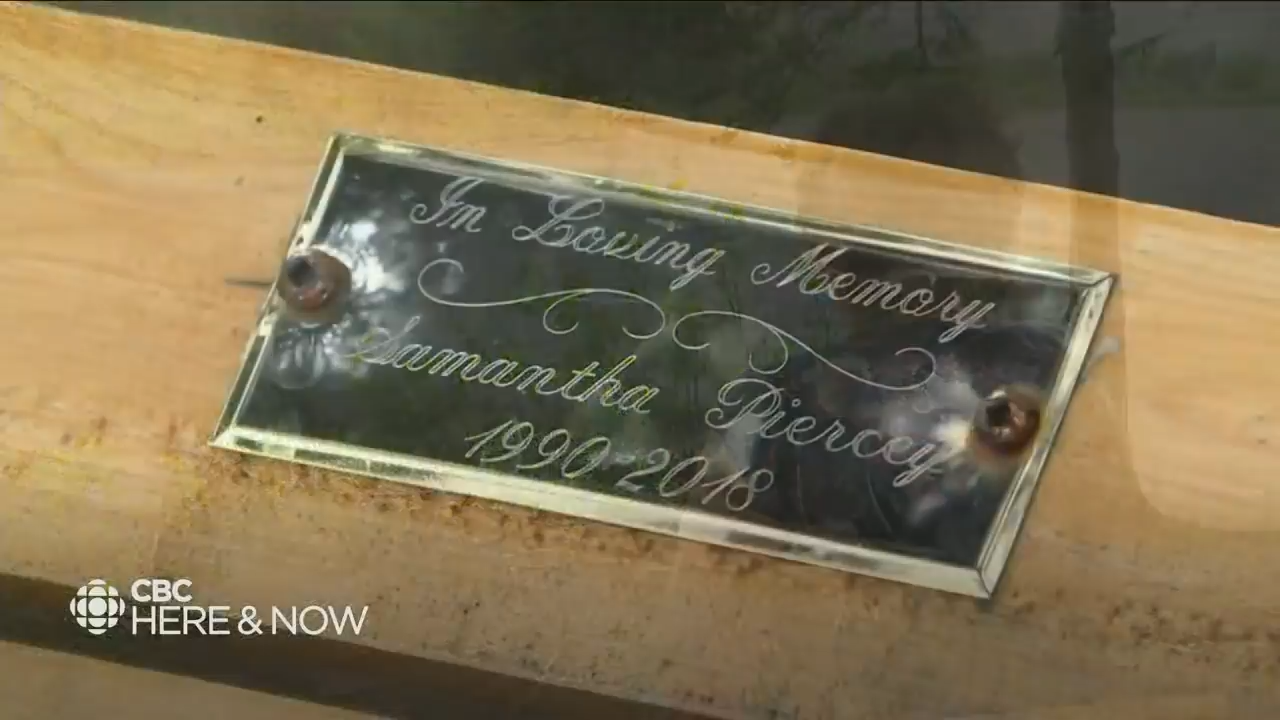 In Loving Memory
Samantha Piercey
1990-2018
CBC
HERE & NOW